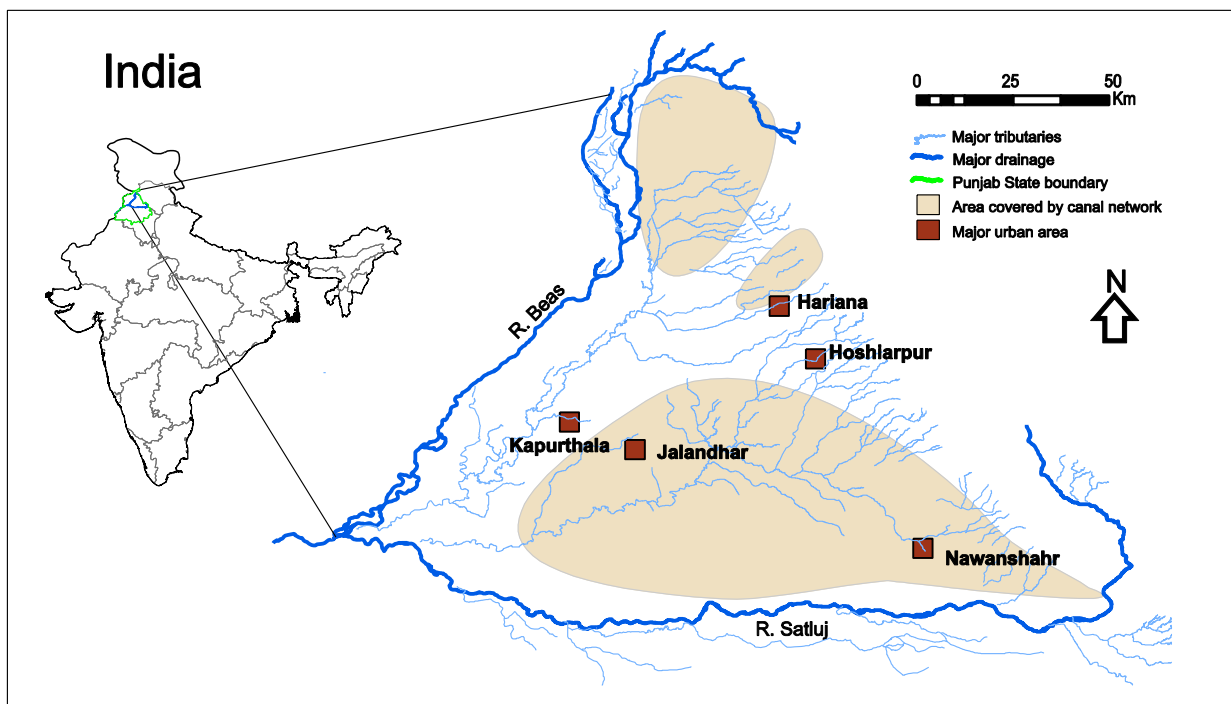 India
0 25 50
Km
Major tributaries
Major drainage
Punjab State boundary
Area covered by canal network
Major urban area
N
R. Beas
Hariana
Hoshiarpur
Kapurthala
Jalandhar
Nawanshahr
R. Satluj